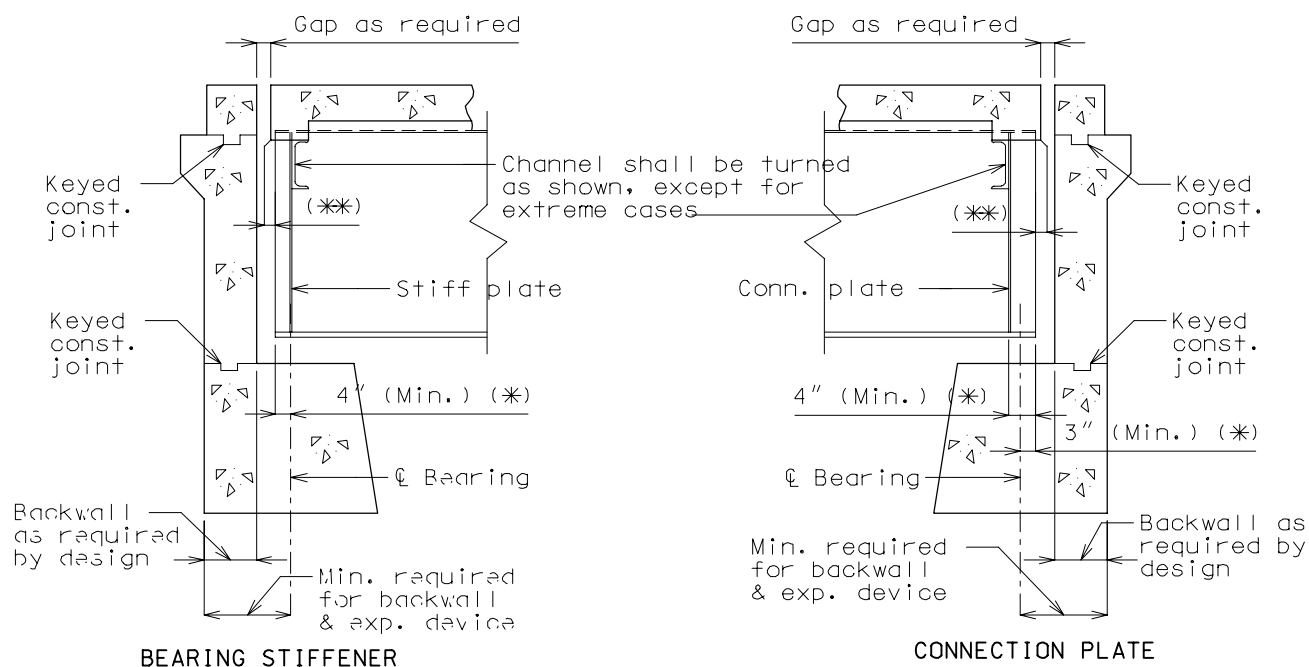 Gap as required
Gap as required
Channel shall be turned
as shown, except for
extreme cases
Keyed
const.
joint
(**)
(**)
Keyed
const.
joint
Stiff plate
Conn. plate
Keyed
const.
joint
Keyed
const.
joint
4" (Min.) (*)
4" (Min.) (*)
3" (Min.) (*)
℄ Bearing
℄ Bearing
Backwall
as required
by design
Backwall as
required by
design
Min. required
for backwall
& exp. device
Min. required
for backwall
& exp. device
BEARING STIFFENER
CONNECTION PLATE